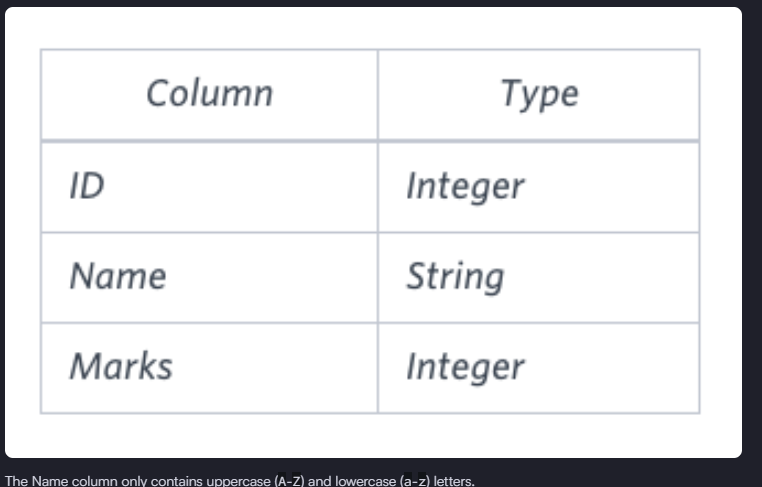 Column Type
ID Integer
Name String
Marks Integer
The Name column only contains uppercase (A-Z) and lowercase (a-z) letters.